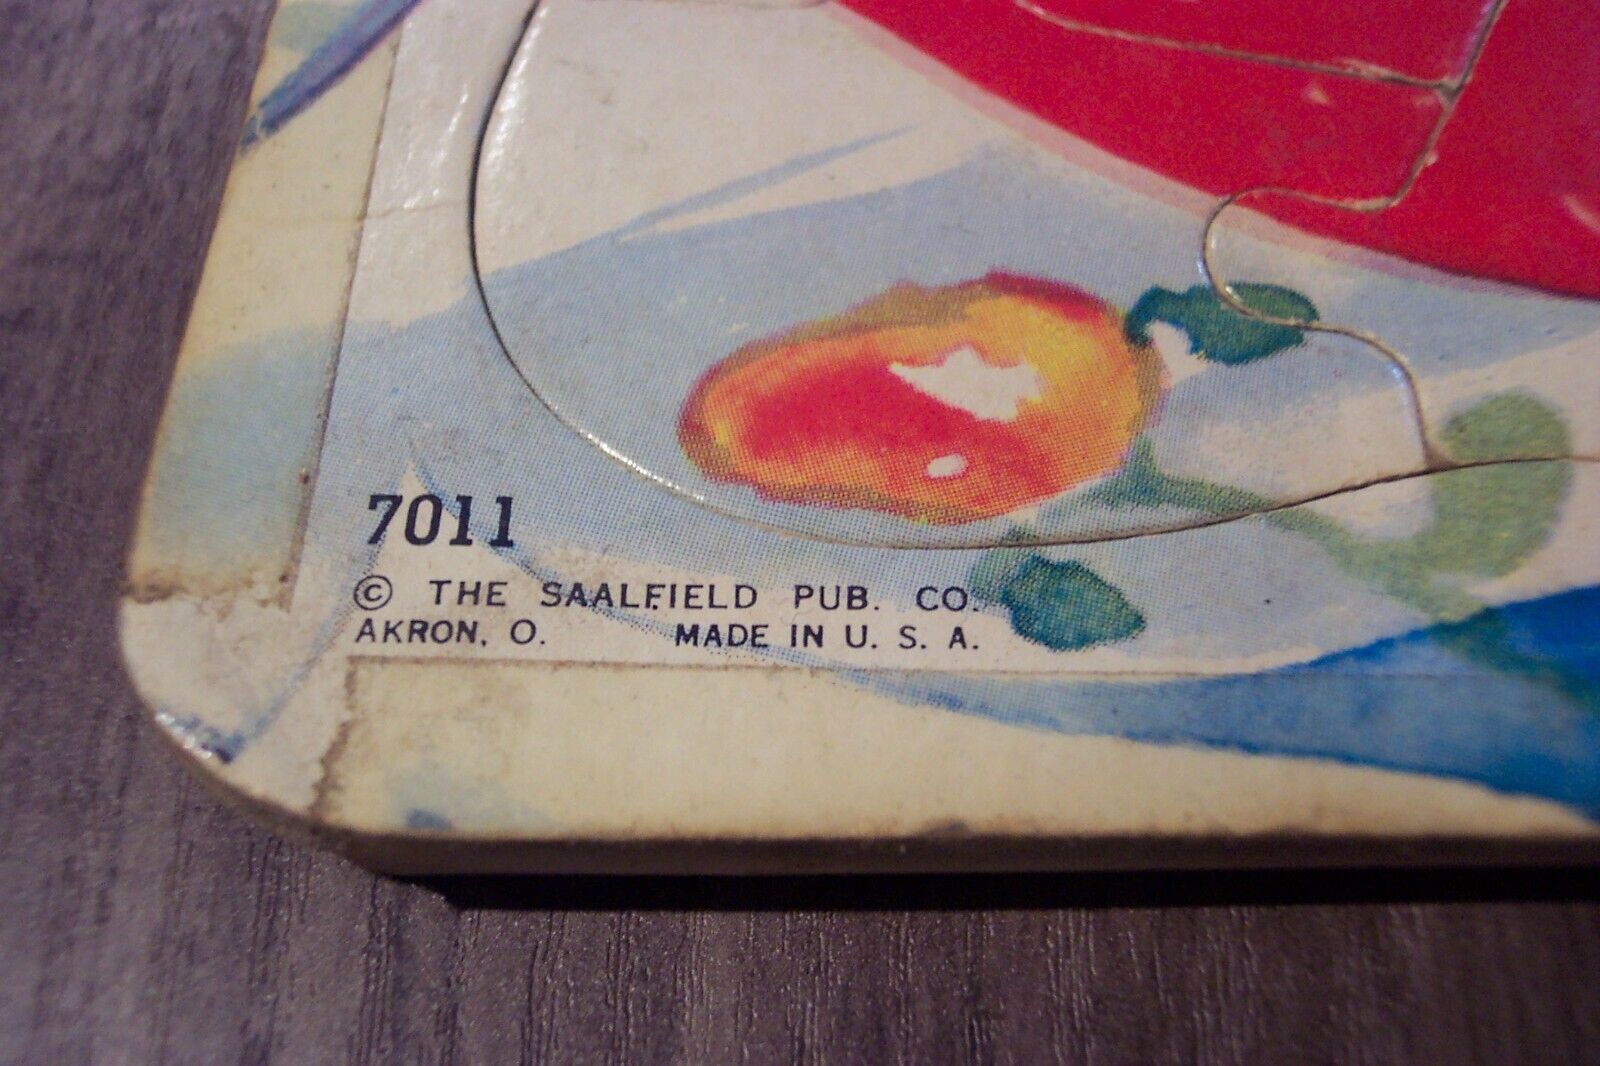 7011
© THE SAALFIELD PUB. CO.
AKRON, O. MADE IN U. S. A.